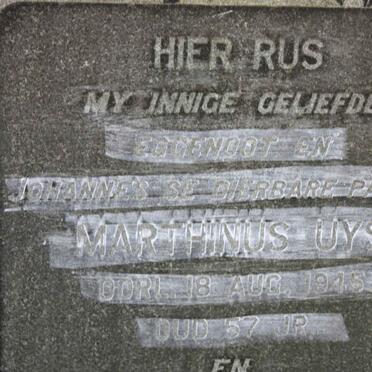 HIER RUS
MY INNIGE GELIEFDE
EGGENOOT EN
JOHANNES SE DIERBARE P
MARTHINUS UYS
OORL. 18 AUG. 1945
OUD 57 JR.
EN